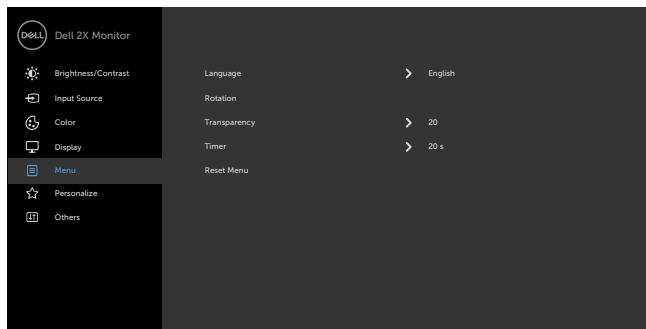 DELL Dell 2X Monitor
Brightness/Contrast
Input Source
Color
Display
Menu
Personalize
Others
Language English
Rotation
Transparency 20
Timer 20 s
Reset Menu